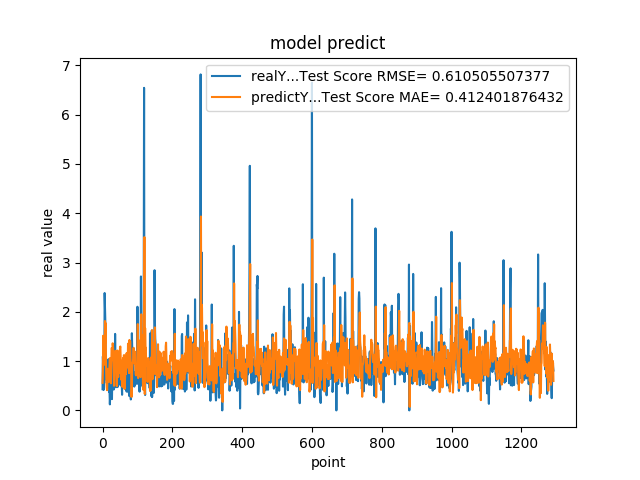 model predict
realY...Test Score RMSE= 0.610505507377
predictY...Test Score MAE= 0.412401876432
7
6
5
4
3
2
1
0
real value
0 200 400 600 800 1000 1200
point